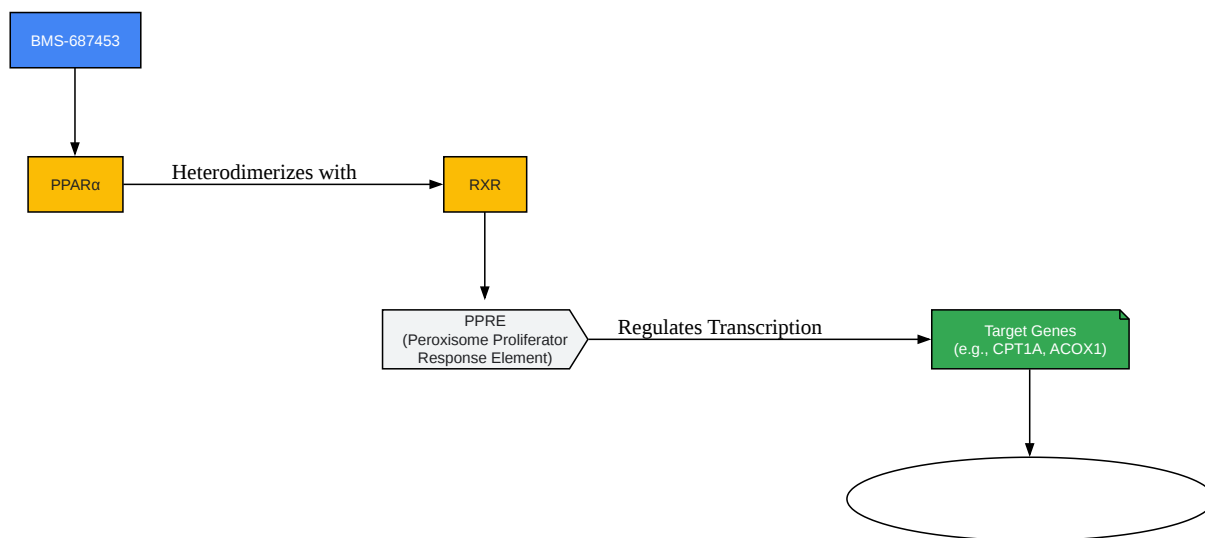 BMS-687453
PPARα
Heterodimerizes with
RXR
PPRE
(Peroxisome Proliferator
Response Element)
Regulates Transcription
Target Genes
(e.g., CPT1A, ACOX1)